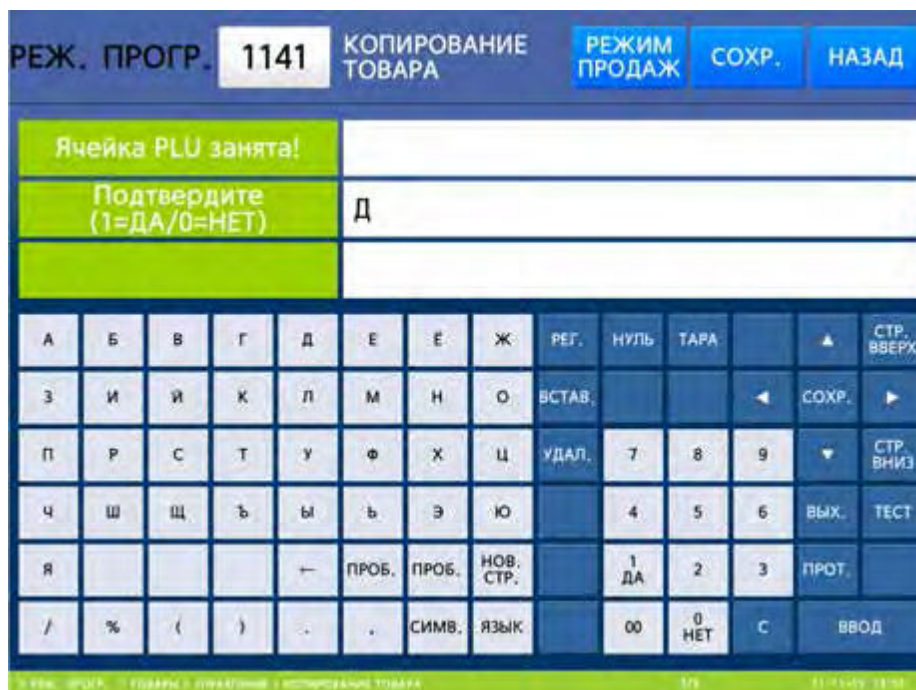 РЕЖ. ПРОГР. 1141 КОПИРОВАНИЕ ТОВАРА РЕЖИМ ПРОДАЖ СОХР. НАЗАД
Ячейка PLU занята!
Подтвердите
(1=ДА/0=НЕТ) Д
А Б В Г Д Е Ё Ж РЕГ. НУЛЬ ТАРА ▲ СТР. ВВЕРХ
З И Й К Л М Н О ВСТАВ. ◄ СОХР. ►
П Р С Т У Ф Х Ц УДАЛ. 7 8 9 ▼ СТР. ВНИЗ
Ч Ш Щ Ъ Ы Ь Э Ю 4 5 6 ВЫХ. ТЕСТ
Я ← ПРОБ. ПРОБ. НОВ. СТР. 1 ДА 2 3 ПРОТ.
/ % ( ) . , СИМВ. ЯЗЫК 00 0 НЕТ C ВВОД
КОПИРОВАНИЕ ТОВАРА